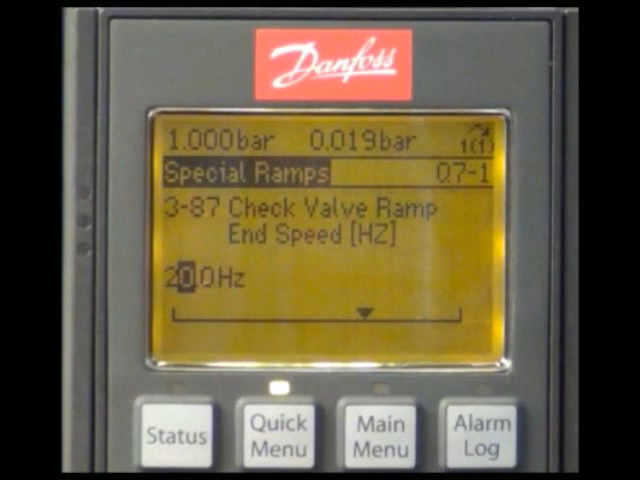 Danfoss
1.000bar 0.019bar 1(1)
Special Ramps Q7-1
3-87 Check Valve Ramp
End Speed [HZ]
20.0Hz
Status
Quick Menu
Main Menu
Alarm Log